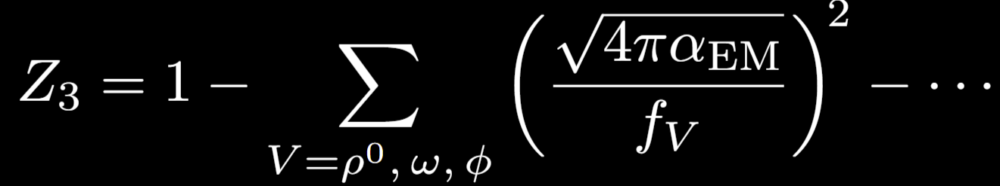 Z_3 = 1 - \sum_{V=\rho^0,\,\omega,\,\phi} \left( \frac{\sqrt{4\pi\alpha_{\mathrm{EM}}}}{f_V} \right)^2 - \cdots